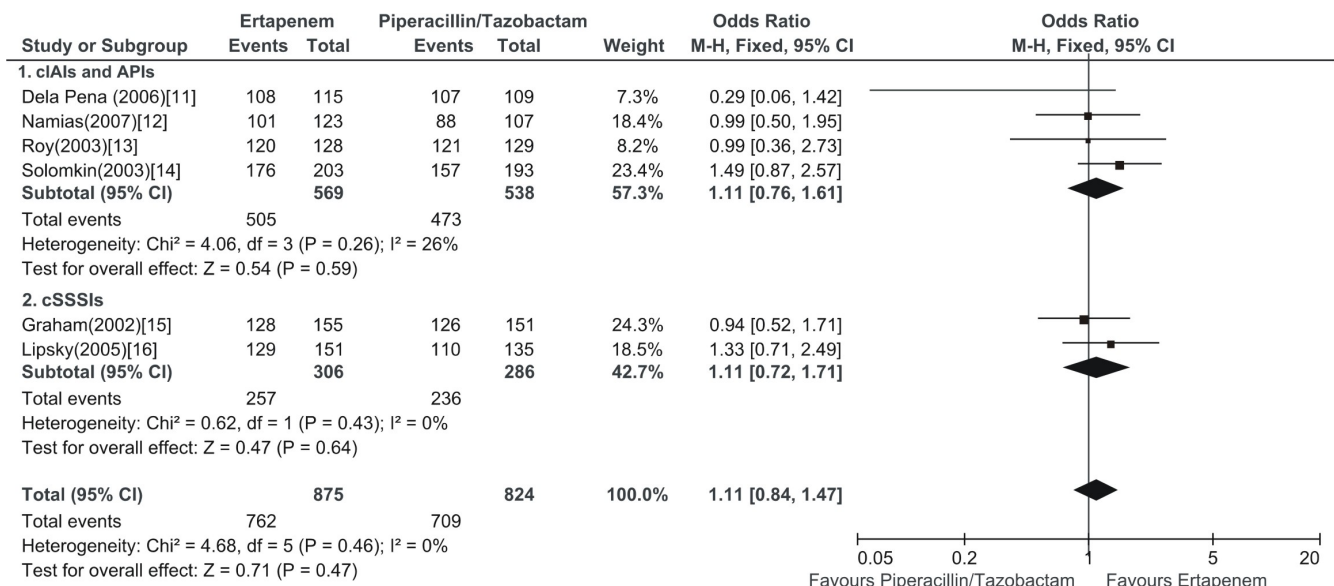 Ertapenem Piperacillin/Tazobactam Odds Ratio Odds Ratio
Study or Subgroup Events Total Events Total Weight M-H, Fixed, 95% CI M-H, Fixed, 95% CI
1. cIAIs and APIs
Dela Pena (2006)[11] 108 115 107 109 7.3% 0.29 [0.06, 1.42]
Namias(2007)[12] 101 123 88 107 18.4% 0.99 [0.50, 1.95]
Roy(2003)[13] 120 128 121 129 8.2% 0.99 [0.36, 2.73]
Solomkin(2003)[14] 176 203 157 193 23.4% 1.49 [0.87, 2.57]
Subtotal (95% CI) 569 538 57.3% 1.11 [0.76, 1.61]
Total events 505 473
Heterogeneity: Chi² = 4.06, df = 3 (P = 0.26); I² = 26%
Test for overall effect: Z = 0.54 (P = 0.59)
2. cSSSIs
Graham(2002)[15] 128 155 126 151 24.3% 0.94 [0.52, 1.71]
Lipsky(2005)[16] 129 151 110 135 18.5% 1.33 [0.71, 2.49]
Subtotal (95% CI) 306 286 42.7% 1.11 [0.72, 1.71]
Total events 257 236
Heterogeneity: Chi² = 0.62, df = 1 (P = 0.43); I² = 0%
Test for overall effect: Z = 0.47 (P = 0.64)
Total (95% CI) 875 824 100.0% 1.11 [0.84, 1.47]
Total events 762 709
Heterogeneity: Chi² = 4.68, df = 5 (P = 0.46); I² = 0%
Test for overall effect: Z = 0.71 (P = 0.47)
0.05 0.2 1 5 20
Favours Piperacillin/Tazobactam Favours Ertapenem